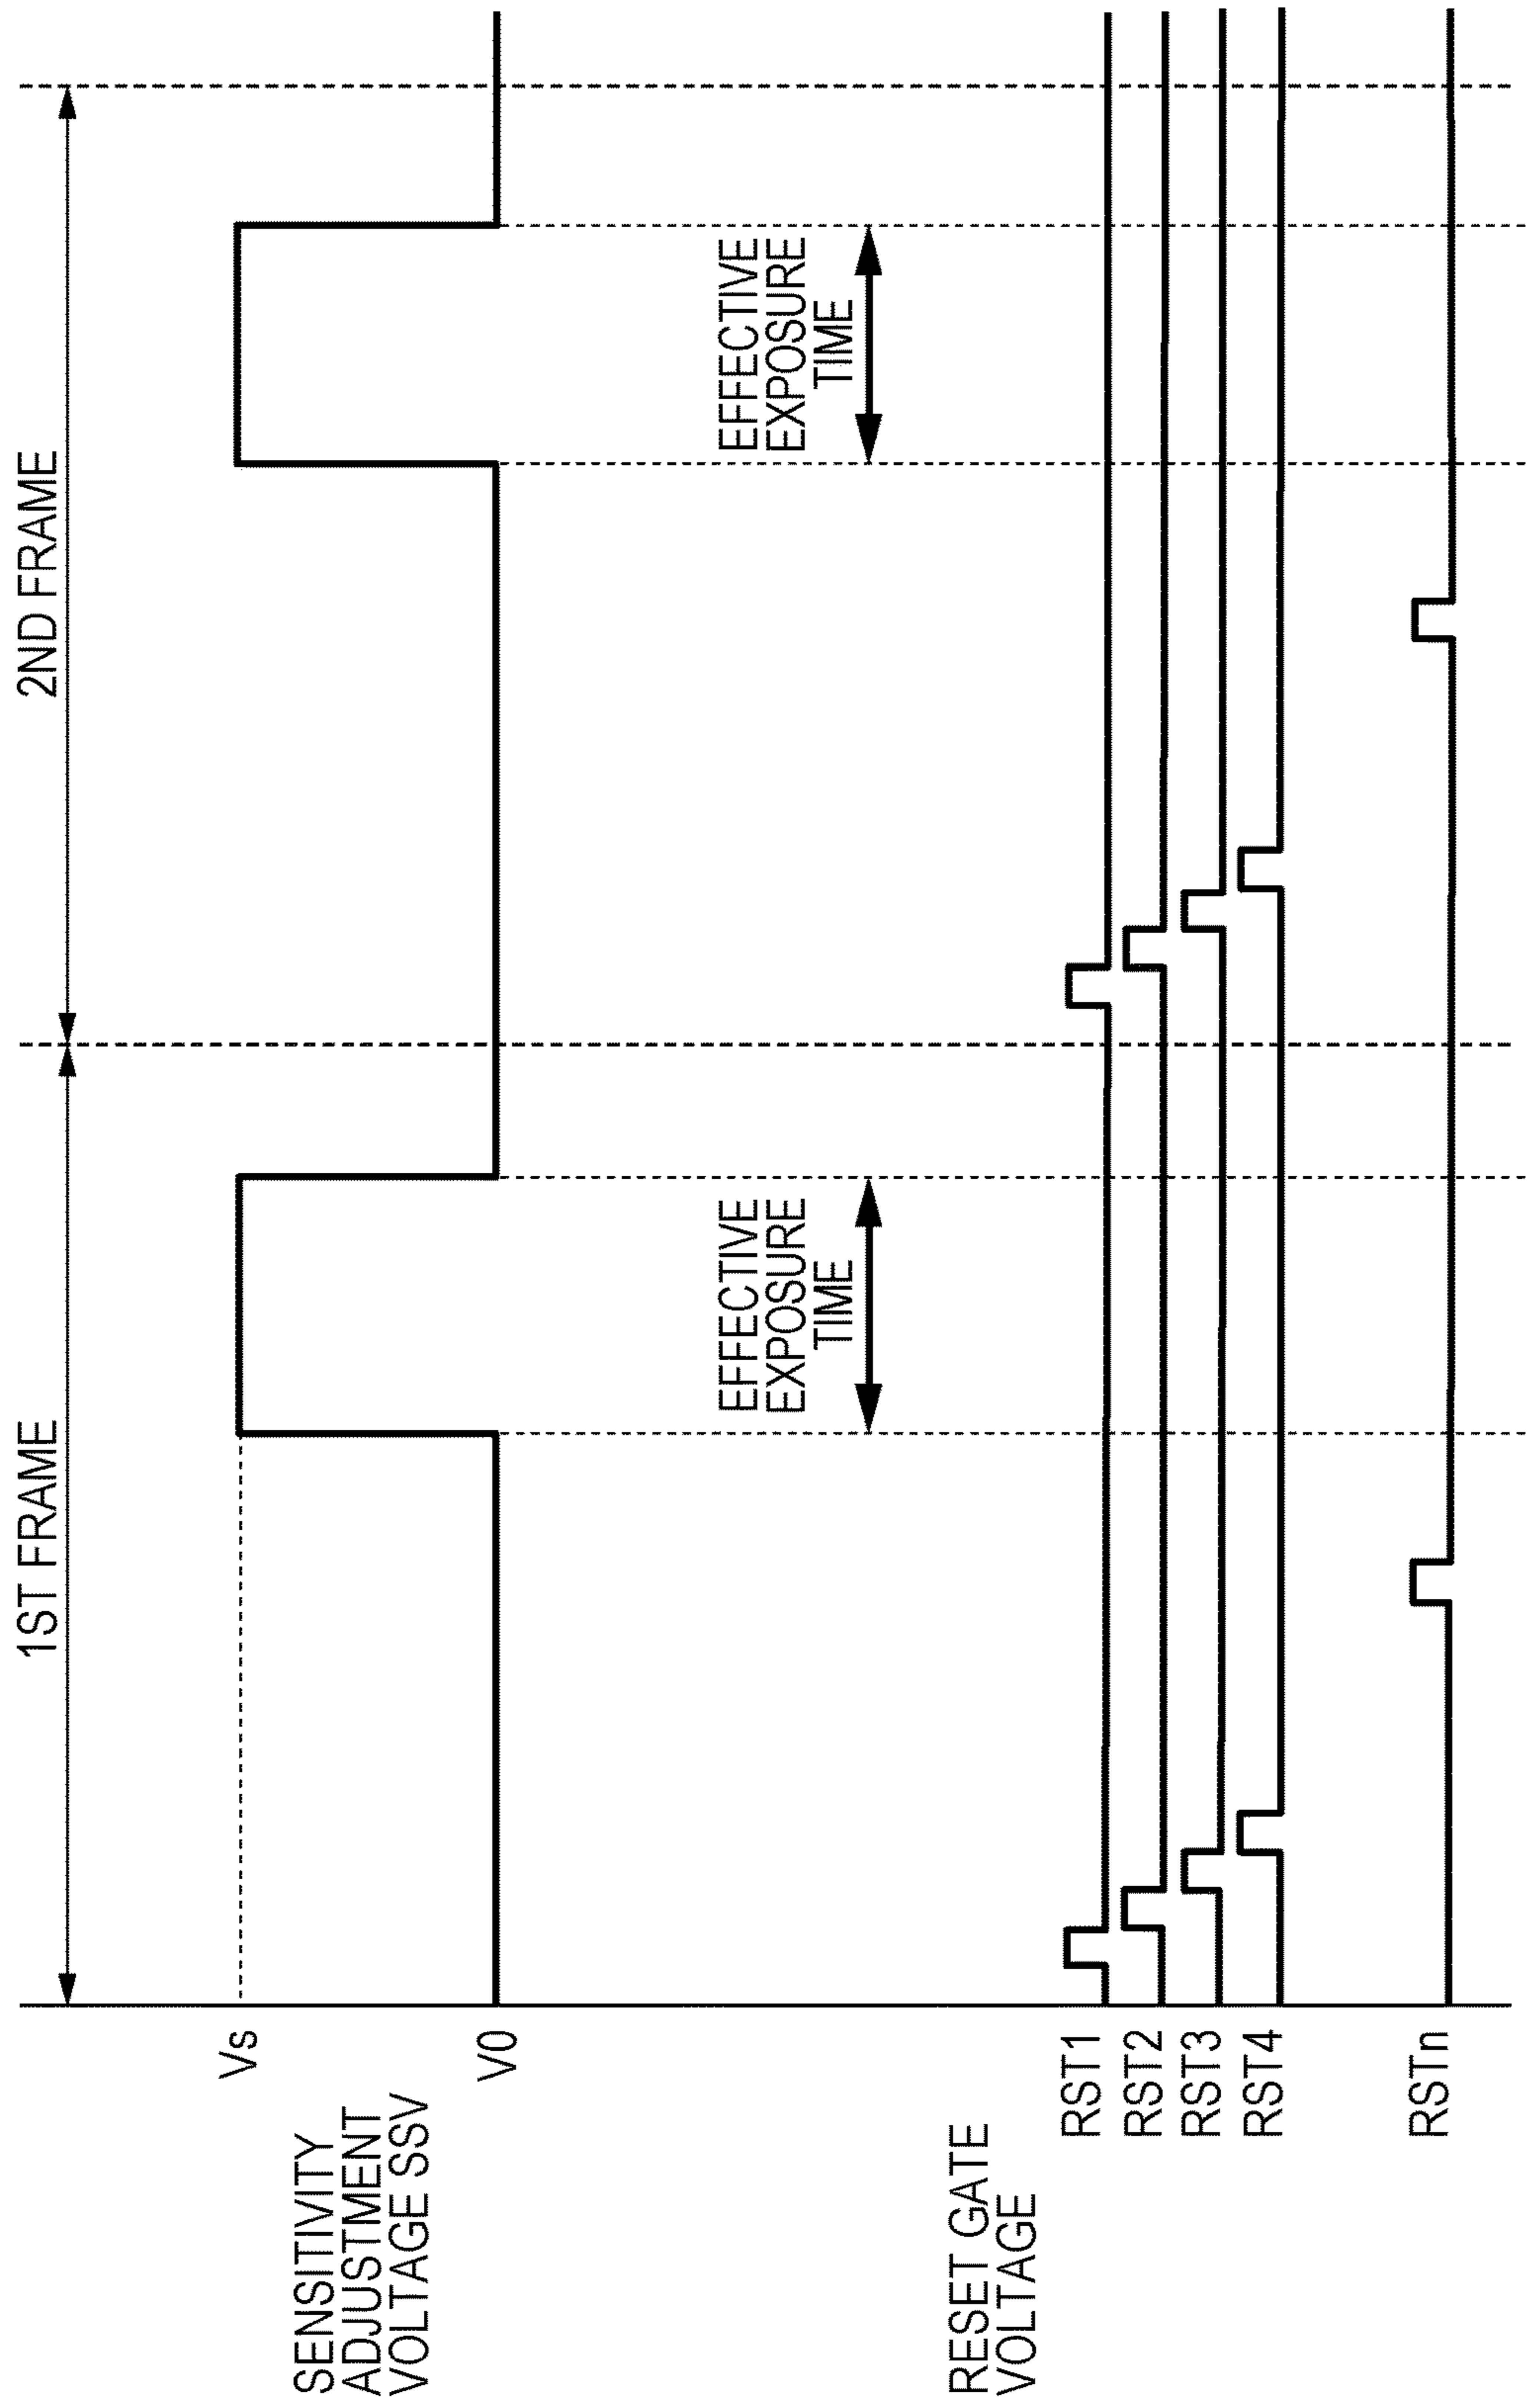 1ST FRAME
2ND FRAME
SENSITIVITY
ADJUSTMENT
VOLTAGE SSV
Vs
V0
EFFECTIVE
EXPOSURE
TIME
EFFECTIVE
EXPOSURE
TIME
RESET GATE
VOLTAGE
RST1
RST2
RST3
RST4
RSTn